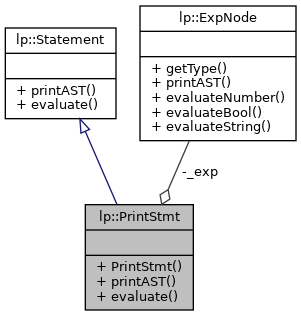 lp::Statement
+ printAST()
+ evaluate()
lp::ExpNode
+ getType()
+ printAST()
+ evaluateNumber()
+ evaluateBool()
+ evaluateString()
-_exp
lp::PrintStmt
+ PrintStmt()
+ printAST()
+ evaluate()